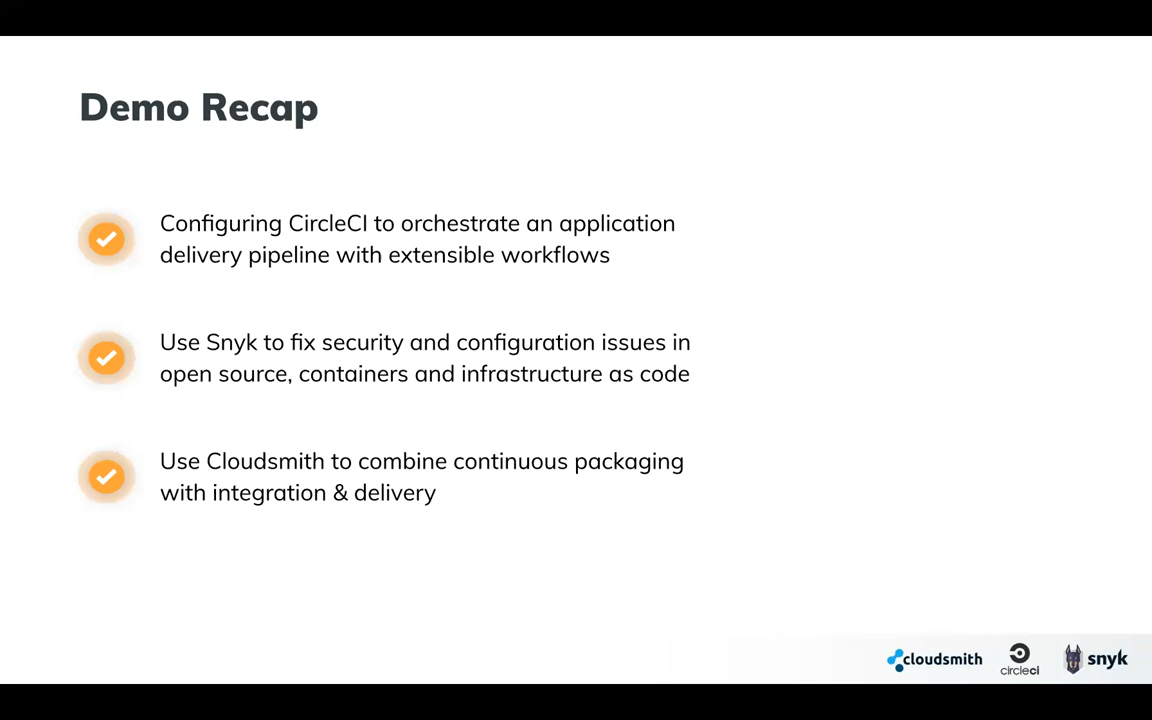 Demo Recap
Configuring CircleCI to orchestrate an application
delivery pipeline with extensible workflows
Use Snyk to fix security and configuration issues in
open source, containers and infrastructure as code
Use Cloudsmith to combine continuous packaging
with integration & delivery
cloudsmith
circleci
snyk